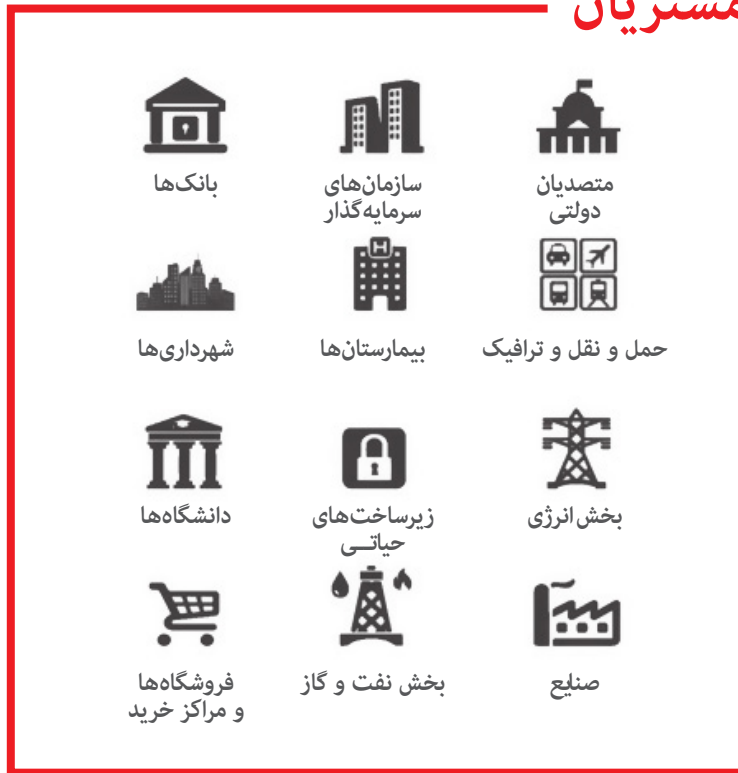 مشتریان
متصدیان
دولتی
سازمان‌های
سرمایه‌گذار
بانک‌ها
حمل و نقل و ترافیک
بیمارستان‌ها
شهرداری‌ها
بخش انرژی
زیرساخت‌های
حیاتــی
دانشگاه‌ها
صنایع
بخش نفت و گاز
فروشگاه‌ها
و مراکز خرید